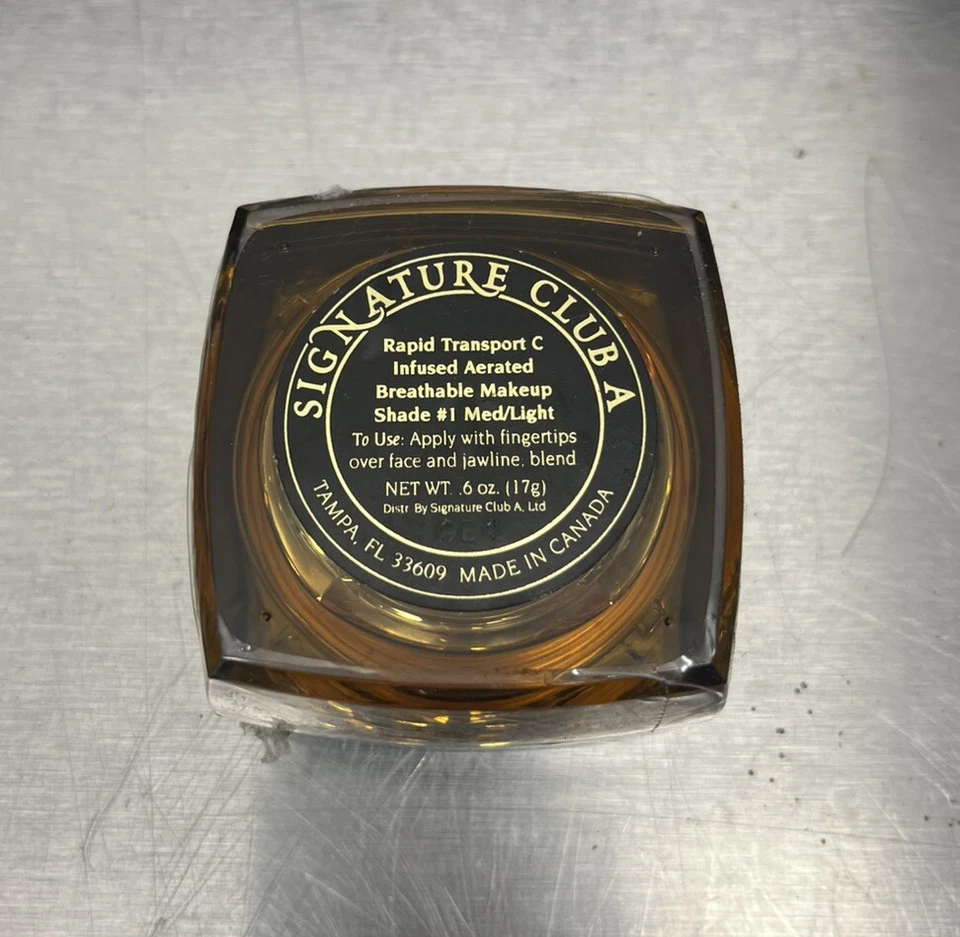 SIGNATURE CLUB A
Rapid Transport C
Infused Aerated
Breathable Makeup
Shade #1 Med/Light
To Use: Apply with fingertips
over face and jawline, blend
NET WT. .6 oz. (17g)
Distr By Signature Club A, Ltd
TAMPA, FL 33609 MADE IN CANADA